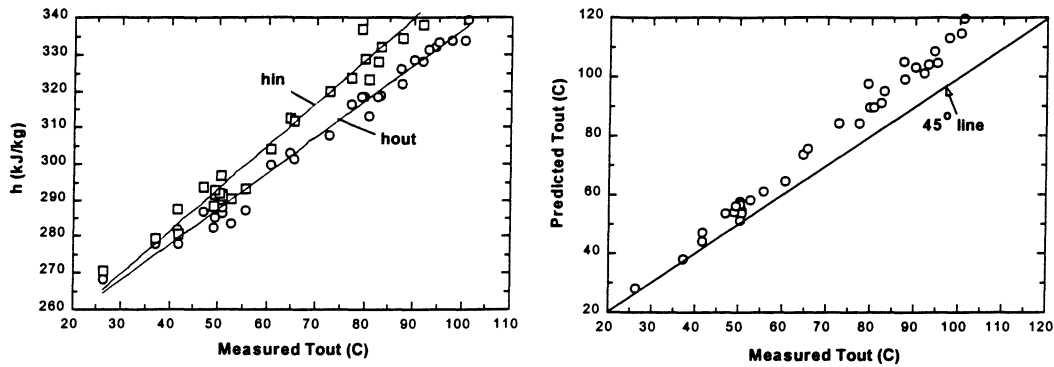 340
330
320
310
300
290
280
270
260
h (kJ/kg)
hin
hout
20 30 40 50 60 70 80 90 100 110
Measured Tout (C)
120
100
80
60
40
20
Predicted Tout (C)
45° line
20 30 40 50 60 70 80 90 100 110 120
Measured Tout (C)